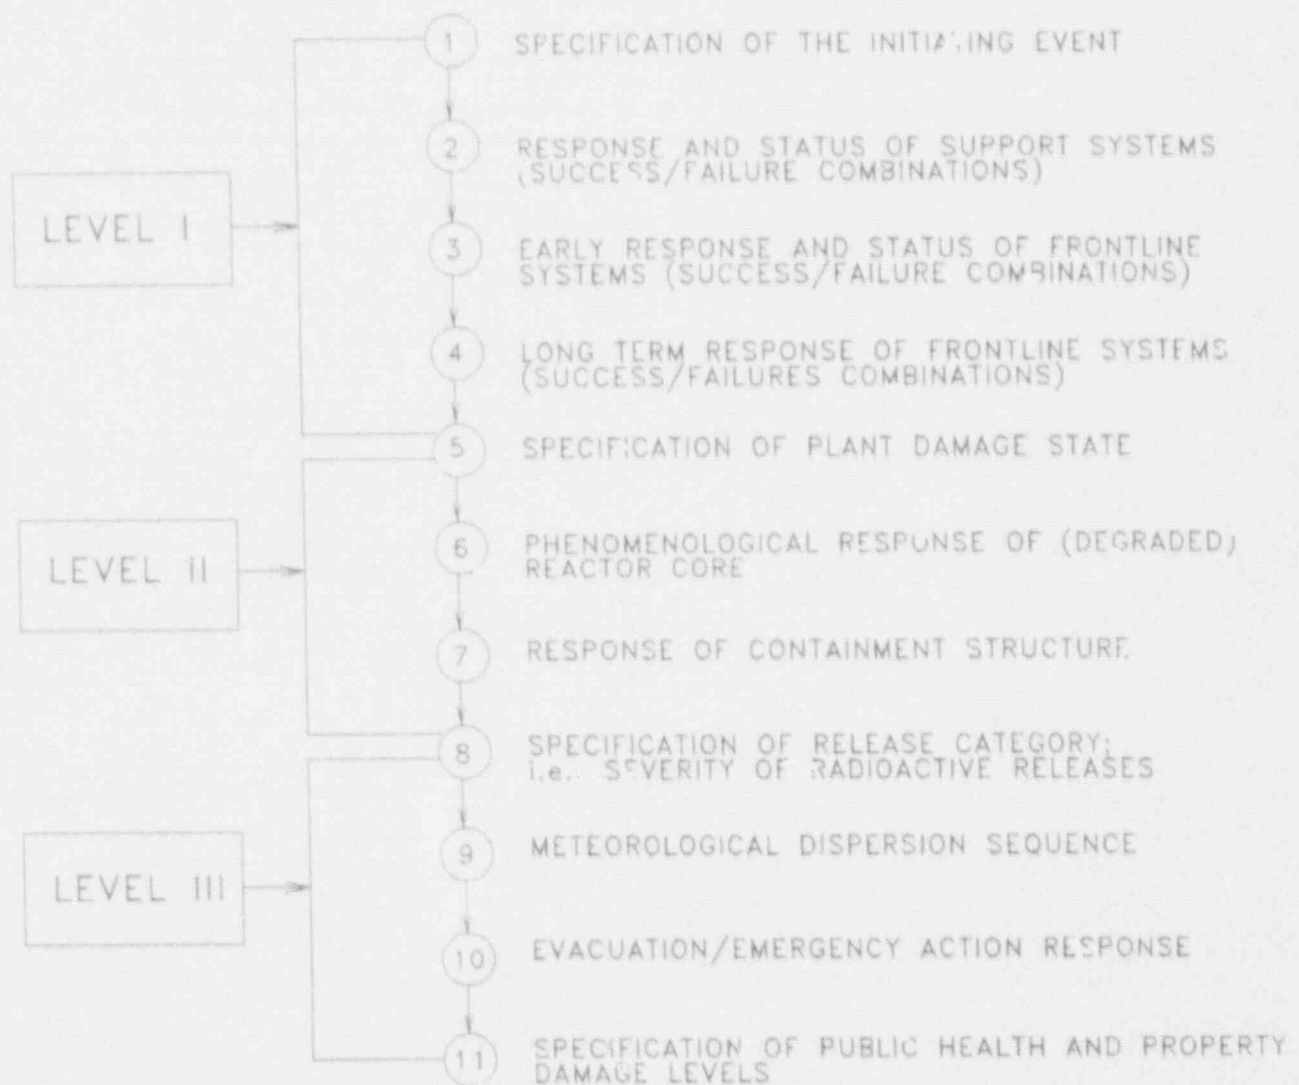 1 SPECIFICATION OF THE INITIATING EVENT
2 RESPONSE AND STATUS OF SUPPORT SYSTEMS
(SUCCESS/FAILURE COMBINATIONS)
LEVEL I
3 EARLY RESPONSE AND STATUS OF FRONTLINE
SYSTEMS (SUCCESS/FAILURE COMBINATIONS)
4 LONG TERM RESPONSE OF FRONTLINE SYSTEMS
(SUCCESS/FAILURES COMBINATIONS)
5 SPECIFICATION OF PLANT DAMAGE STATE
6 PHENOMENOLOGICAL RESPONSE OF (DEGRADED)
REACTOR CORE
LEVEL II
7 RESPONSE OF CONTAINMENT STRUCTURE
8 SPECIFICATION OF RELEASE CATEGORY;
i.e. SEVERITY OF RADIOACTIVE RELEASES
9 METEOROLOGICAL DISPERSION SEQUENCE
LEVEL III
10 EVACUATION/EMERGENCY ACTION RESPONSE
11 SPECIFICATION OF PUBLIC HEALTH AND PROPERTY
DAMAGE LEVELS